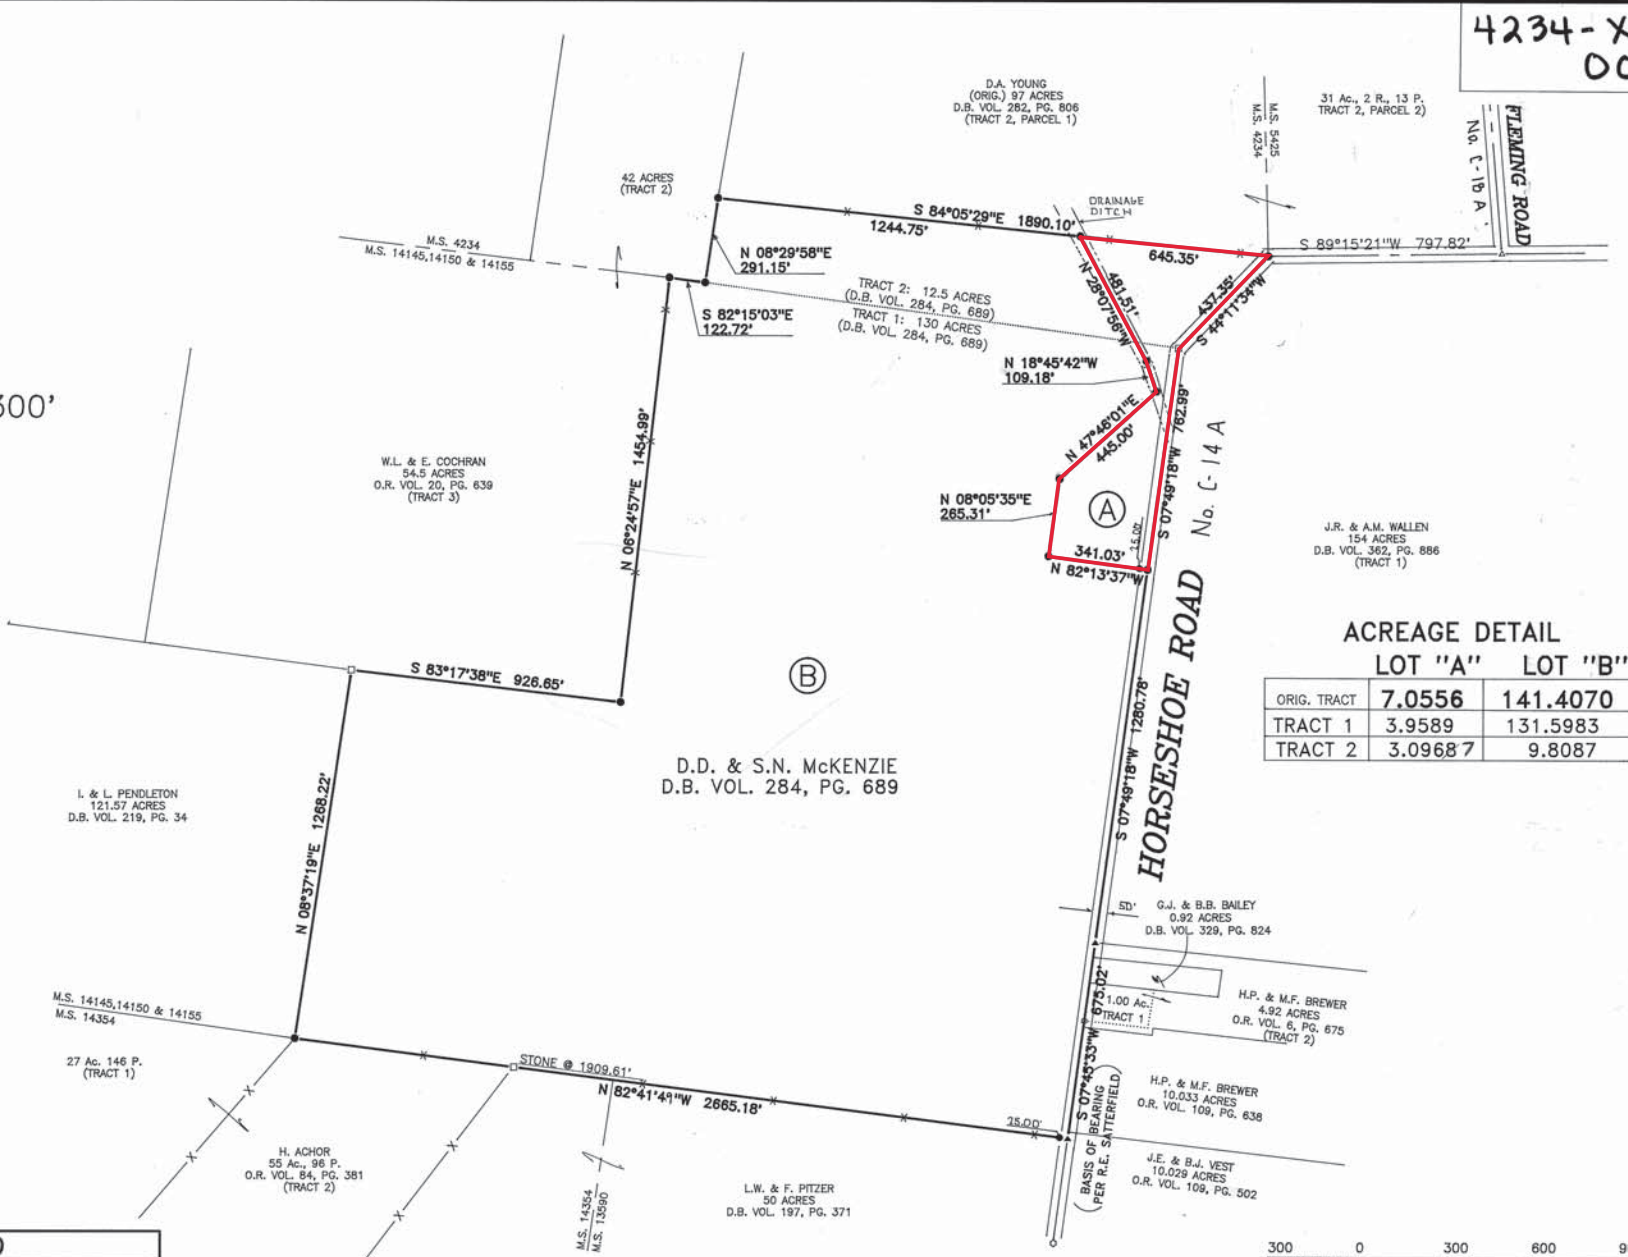 4234-X
00
D.A. YOUNG
(ORIG.) 97 ACRES
D.B. VOL. 282, PG. 806
(TRACT 2, PARCEL 1)
M.S. 5425
M.S. 4234
31 Ac., 2 R., 13 P.
TRACT 2, PARCEL 2)
FLEMING ROAD
No. C-18 A
42 ACRES
(TRACT 2)
DRAINAGE
DITCH
S 84°05'29"E 1890.10'
1244.75'
645.35'
S 89°15'21"W 797.82'
M.S. 4234
M.S. 14145,14150 & 14155
N 08°29'58"E
291.15'
S 82°15'03"E
122.72'
TRACT 2: 12.5 ACRES
(D.B. VOL. 284, PG. 689)
TRACT 1: 130 ACRES
(D.B. VOL. 284, PG. 689)
481.51'
N 28°07'56"W
437.35'
S 44°11'34"W
N 18°45'42"W
109.18'
300'
N 47°46'01"E
445.00'
S 07°49'18"W 762.99'
No. C-14 A
W.L. & E. COCHRAN
54.5 ACRES
O.R. VOL. 20, PG. 639
(TRACT 3)
N 06°24'57"E 1454.99'
N 08°05'35"E
265.31'
A
25.00'
341.03'
N 82°13'37"W
J.R. & A.M. WALLEN
154 ACRES
D.B. VOL. 362, PG. 886
(TRACT 1)
HORSESHOE ROAD
S 07°49'18"W 1280.78'
ACREAGE DETAIL
LOT "A" LOT "B"
ORIG. TRACT 7.0556 141.4070
TRACT 1 3.9589 131.5983
TRACT 2 3.09687 9.8087
S 83°17'38"E 926.65'
B
D.D. & S.N. McKENZIE
D.B. VOL. 284, PG. 689
I. & L. PENDLETON
121.57 ACRES
D.B. VOL. 219, PG. 34
N 08°37'19"E 1268.22'
50'
G.J. & B.B. BAILEY
0.92 ACRES
D.B. VOL. 329, PG. 824
M.S. 14145,14150 & 14155
M.S. 14354
1.00 Ac.
TRACT 1
H.P. & M.F. BREWER
4.92 ACRES
O.R. VOL. 6, PG. 675
(TRACT 2)
27 Ac. 146 P.
(TRACT 1)
STONE @ 1909.61'
N 82°41'49"W 2665.18'
25.00'
S 07°45'33"W 675.02'
(BASIS OF BEARING
PER R.E. SATTERFIELD)
H.P. & M.F. BREWER
10.033 ACRES
O.R. VOL. 109, PG. 638
H. ACHOR
55 Ac., 96 P.
O.R. VOL. 84, PG. 381
(TRACT 2)
M.S. 14354
M.S. 13590
L.W. & F. PITZER
50 ACRES
D.B. VOL. 197, PG. 371
J.E. & B.J. VEST
10.029 ACRES
O.R. VOL. 109, PG. 502
300 0 300 600